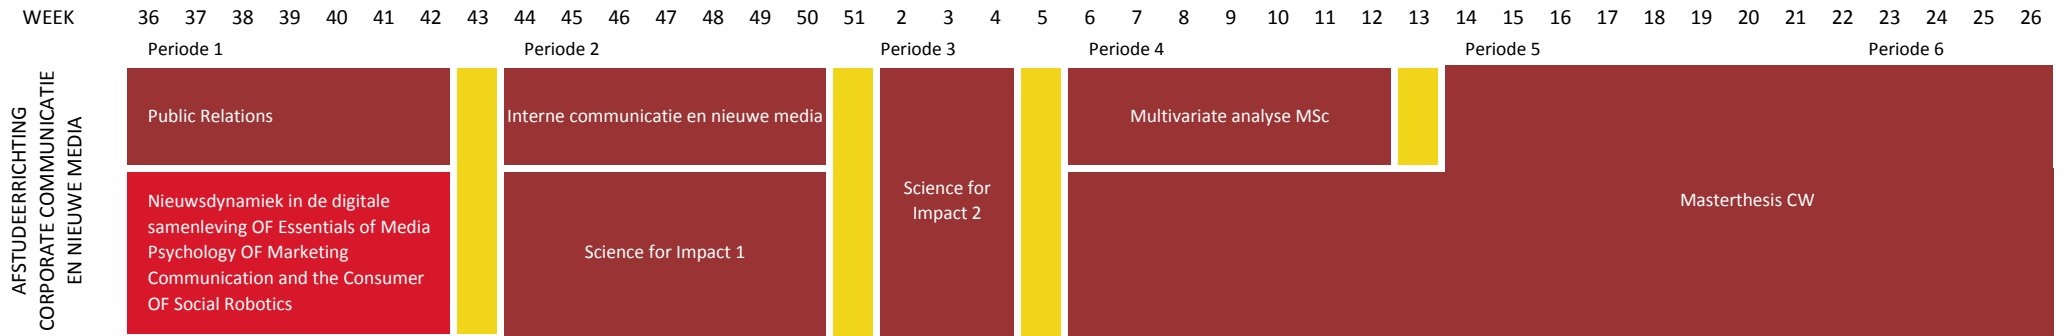 WEEK 36 37 38 39 40 41 42 43 44 45 46 47 48 49 50 51 2 3 4 5 6 7 8 9 10 11 12 13 14 15 16 17 18 19 20 21 22 23 24 25 26
Periode 1 Periode 2 Periode 3 Periode 4 Periode 5 Periode 6
AFSTUDEERRICHTING
CORPORATE COMMUNICATIE
EN NIEUWE MEDIA
Public Relations
Interne communicatie en nieuwe media
Multivariate analyse MSc
Nieuwsdynamiek in de digitale
samenleving OF Essentials of Media
Psychology OF Marketing
Communication and the Consumer
OF Social Robotics
Science for Impact 1
Science for
Impact 2
Masterthesis CW